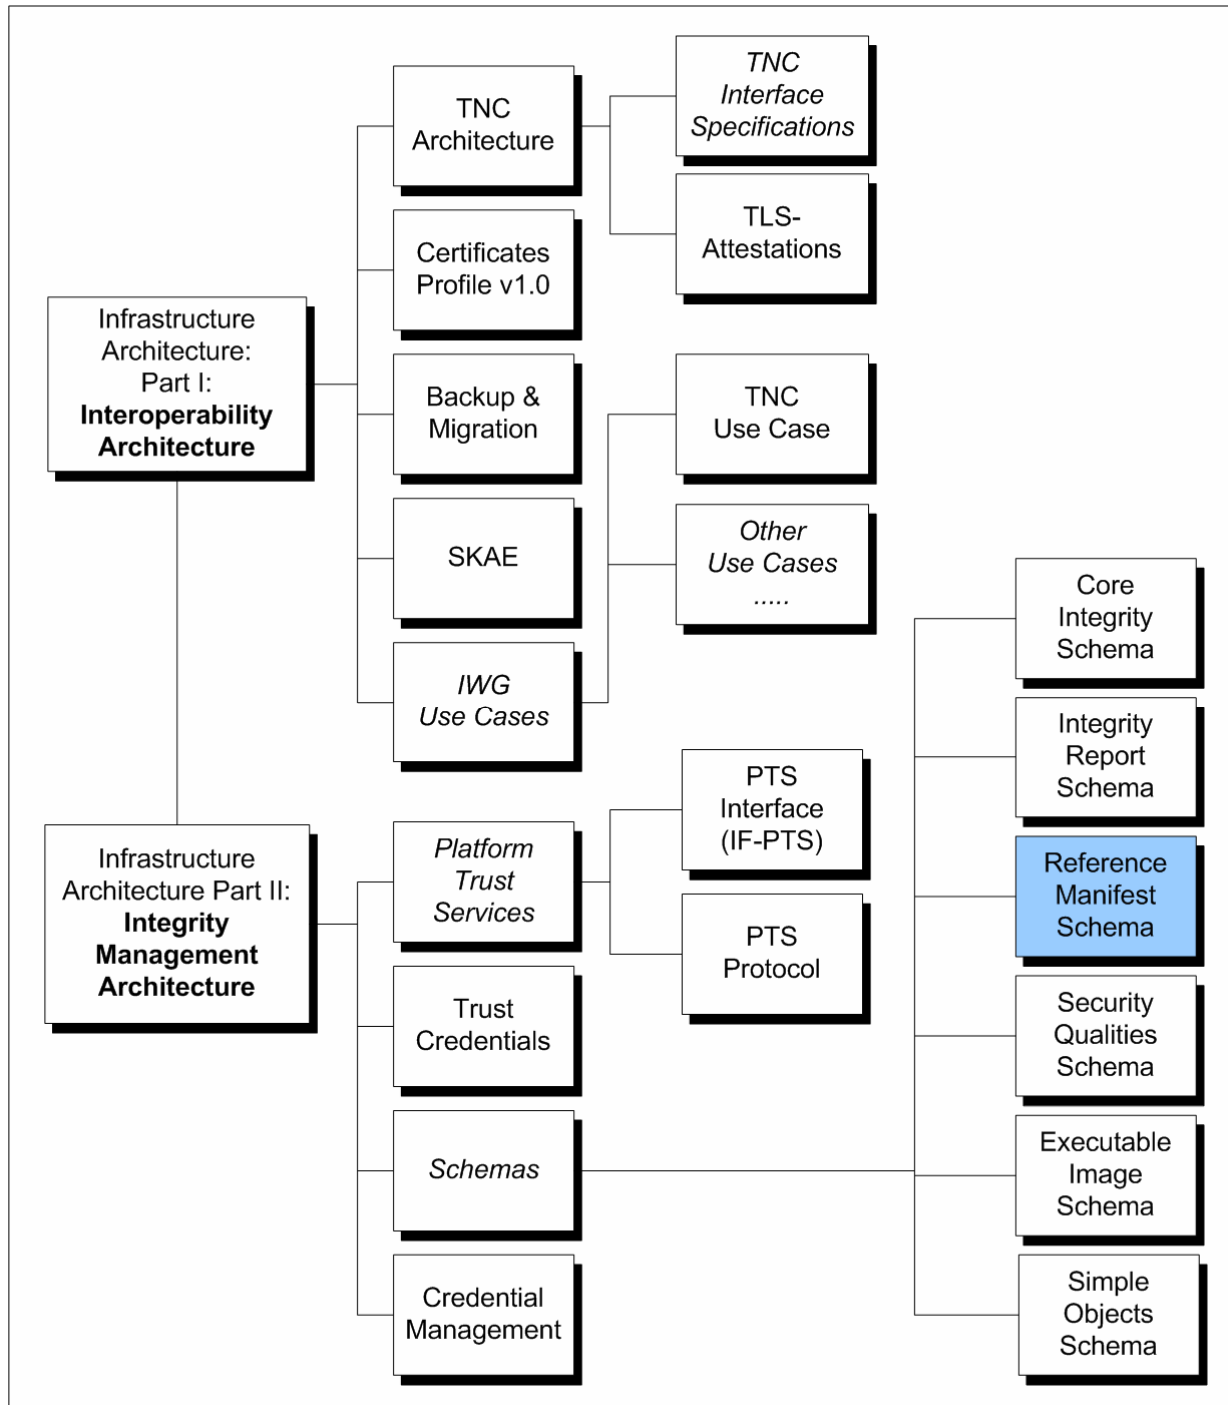 TNC
Architecture
TNC
Interface
Specifications
TLS-
Attestations
Certificates
Profile v1.0
Infrastructure
Architecture:
Part I:
Interoperability
Architecture
Backup &
Migration
TNC
Use Case
SKAE
Other
Use Cases
.....
IWG
Use Cases
Core
Integrity
Schema
Integrity
Report
Schema
Infrastructure
Architecture Part II:
Integrity
Management
Architecture
Platform
Trust
Services
PTS
Interface
(IF-PTS)
PTS
Protocol
Reference
Manifest
Schema
Trust
Credentials
Security
Qualities
Schema
Schemas
Executable
Image
Schema
Credential
Management
Simple
Objects
Schema